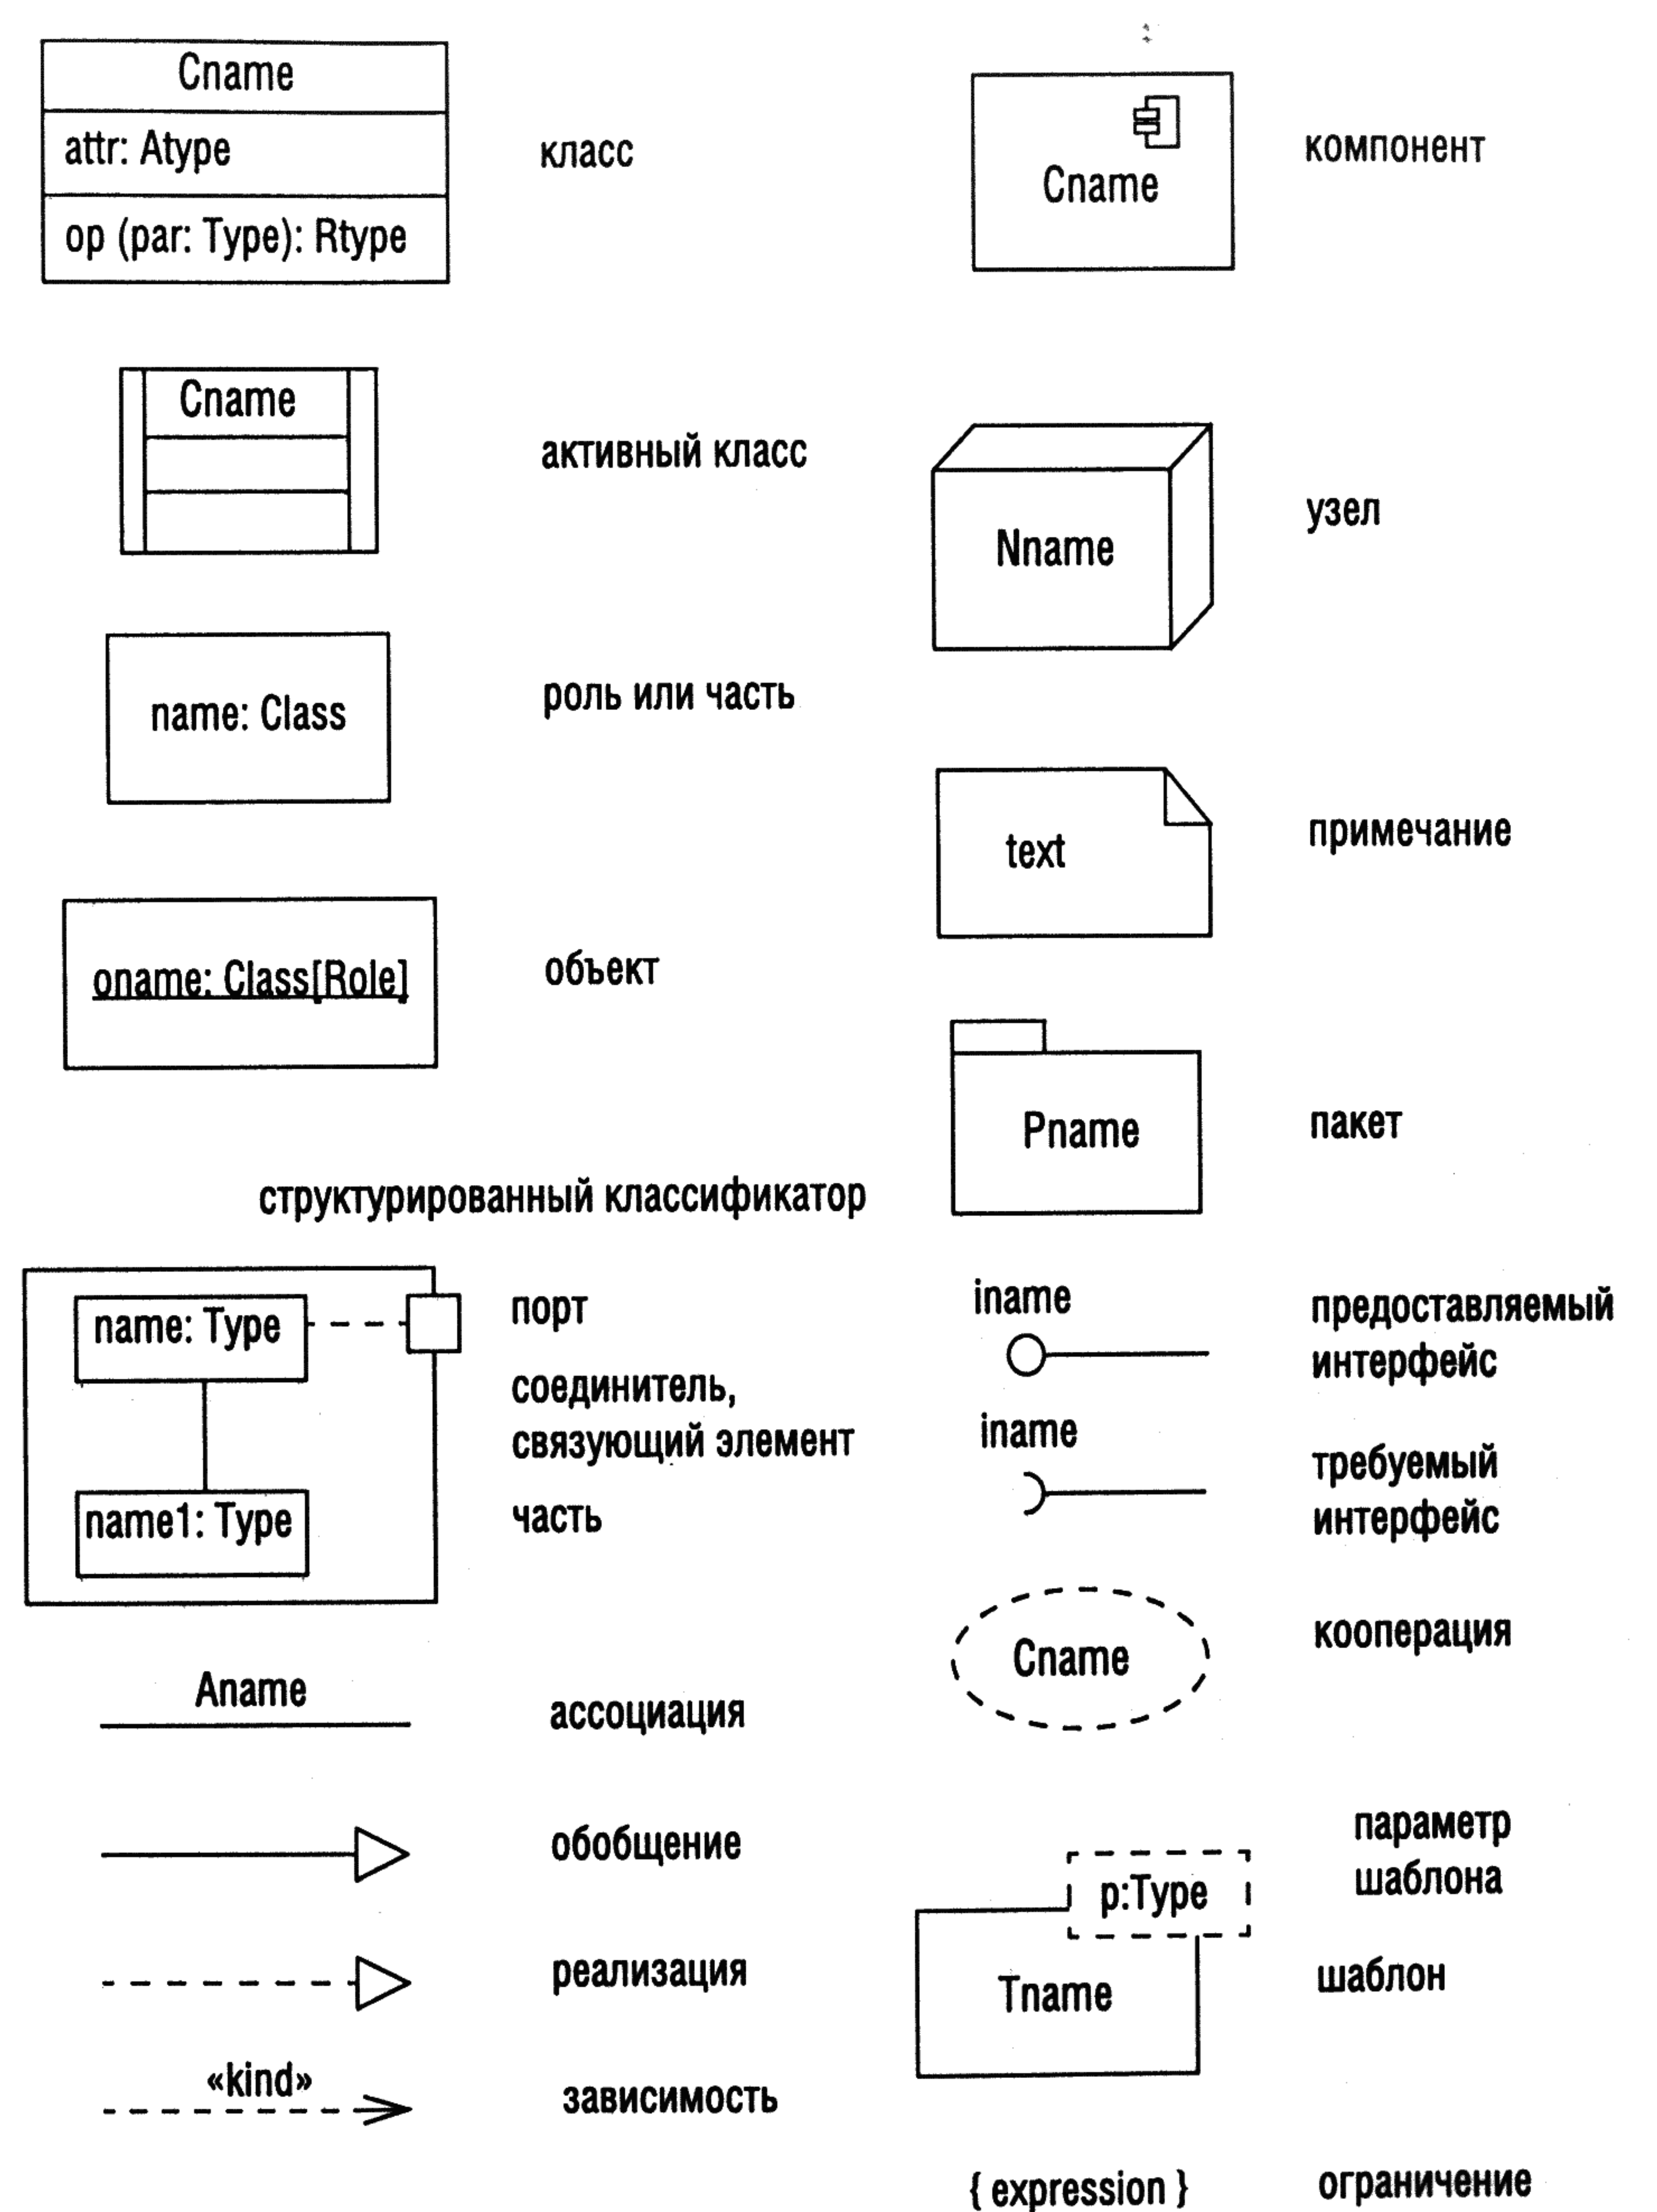 Cname
attr: Atype
op (par: Type): Rtype
класс
Cname
активный класс
name: Class
роль или часть
oname: Class[Role]
объект
структурированный классификатор
name: Type
name1: Type
порт
соединитель,
связующий элемент
часть
Aname
ассоциация
обобщение
реализация
«kind»
зависимость
Cname
компонент
Nname
узел
text
примечание
Pname
пакет
iname
предоставляемый
интерфейс
iname
требуемый
интерфейс
Cname
кооперация
p:Type
параметр
шаблона
Tname
шаблон
{ expression }
ограничение